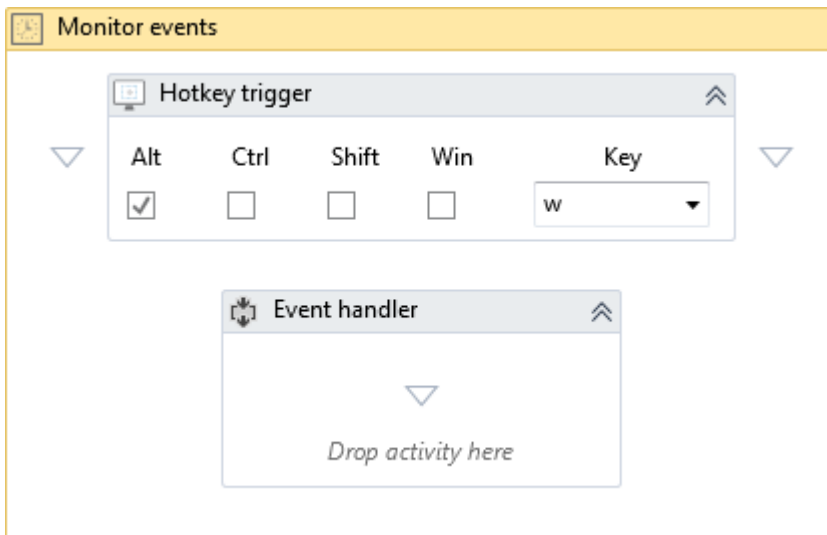 Monitor events
Hotkey trigger
Alt Ctrl Shift Win Key
w
Event handler
Drop activity here